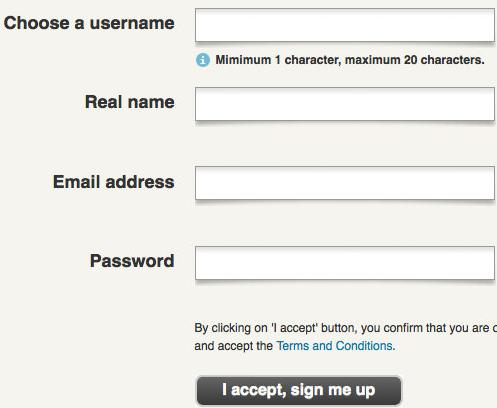 Choose a username
Mimimum 1 character, maximum 20 characters.
Real name
Email address
Password
By clicking on 'I accept' button, you confirm that you are
and accept the Terms and Conditions.
I accept, sign me up